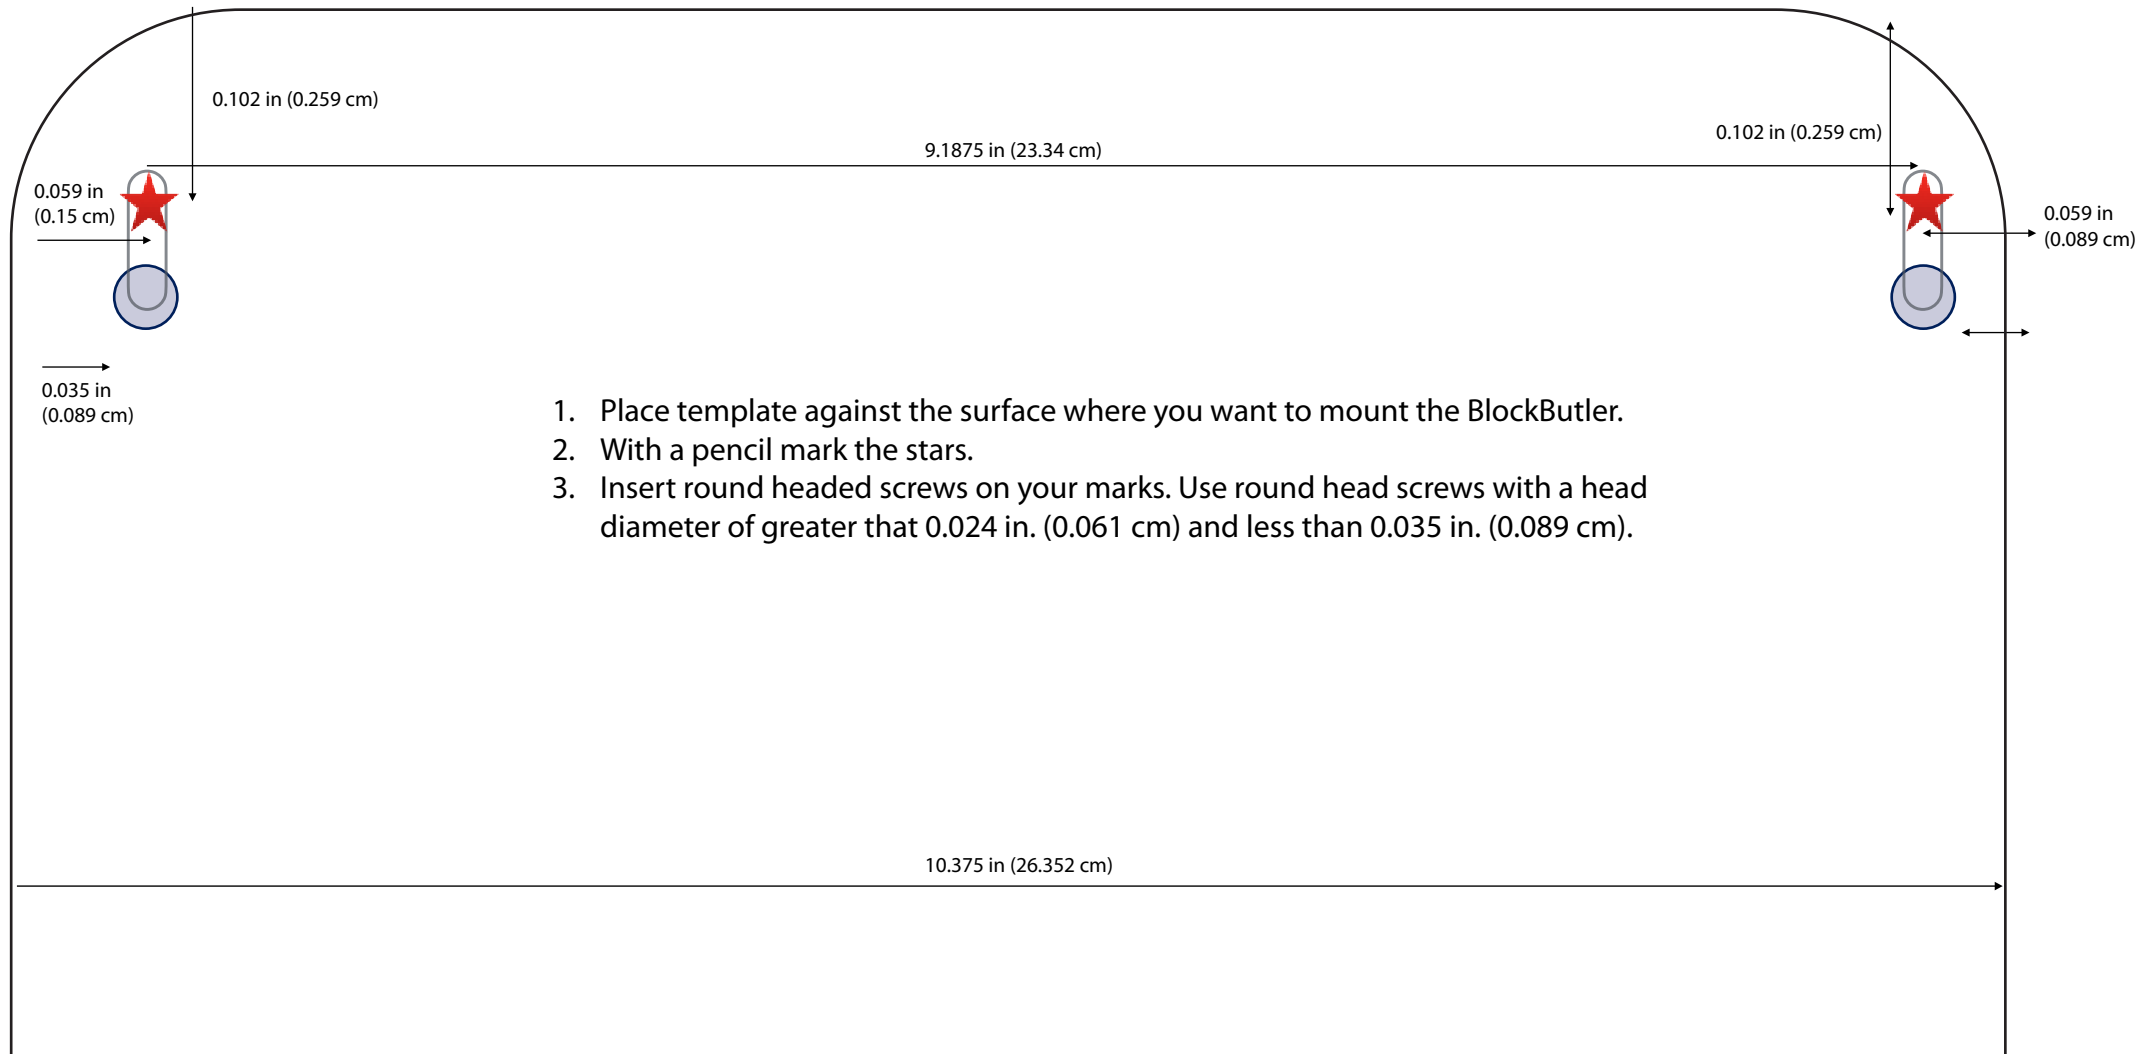 0.102 in (0.259 cm)
0.102 in (0.259 cm)
9.1875 in (23.34 cm)
0.059 in
(0.15 cm)
0.059 in
(0.089 cm)
0.035 in
(0.089 cm)
1. Place template against the surface where you want to mount the BlockButler.
2. With a pencil mark the stars.
3. Insert round headed screws on your marks. Use round head screws with a head
diameter of greater that 0.024 in. (0.061 cm) and less than 0.035 in. (0.089 cm).
10.375 in (26.352 cm)